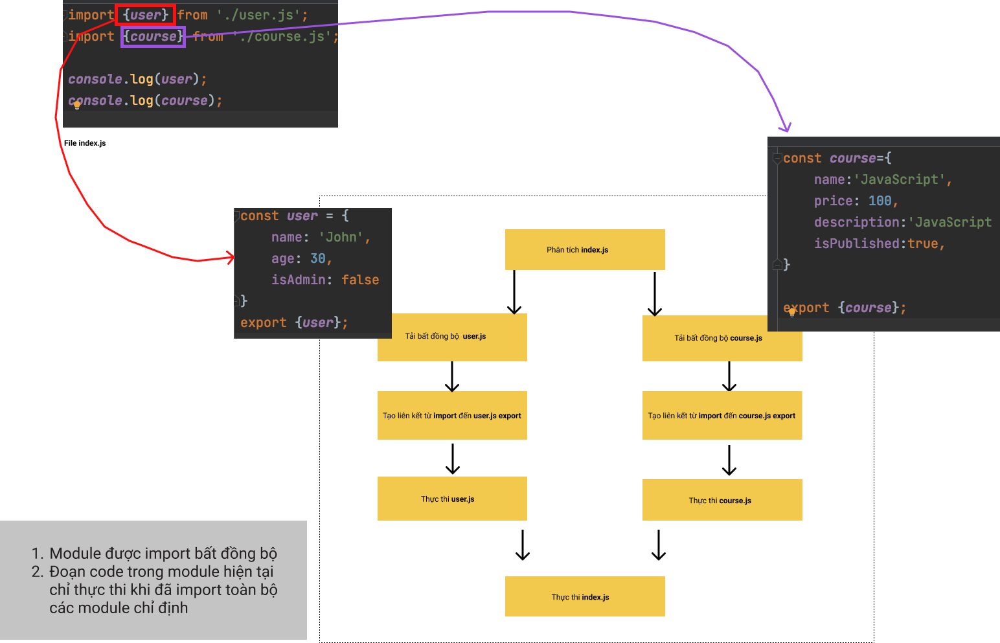 import {user} from './user.js';
import {course} from './course.js';
console.log(user);
console.log(course);
File index.js
const course={
name:'JavaScript',
price: 100,
description:'JavaScript
isPublished:true,
}
export {course};
const user = {
name: 'John',
age: 30,
isAdmin: false
}
export {user};
Phân tích index.js
Tải bất đồng bộ user.js
Tải bất đồng bộ course.js
Tạo liên kết từ import đến user.js export
Tạo liên kết từ import đến course.js export
Thực thi user.js
Thực thi course.js
Thực thi index.js
1. Module được import bất đồng bộ
2. Đoạn code trong module hiện tại
chỉ thực thi khi đã import toàn bộ
các module chỉ định